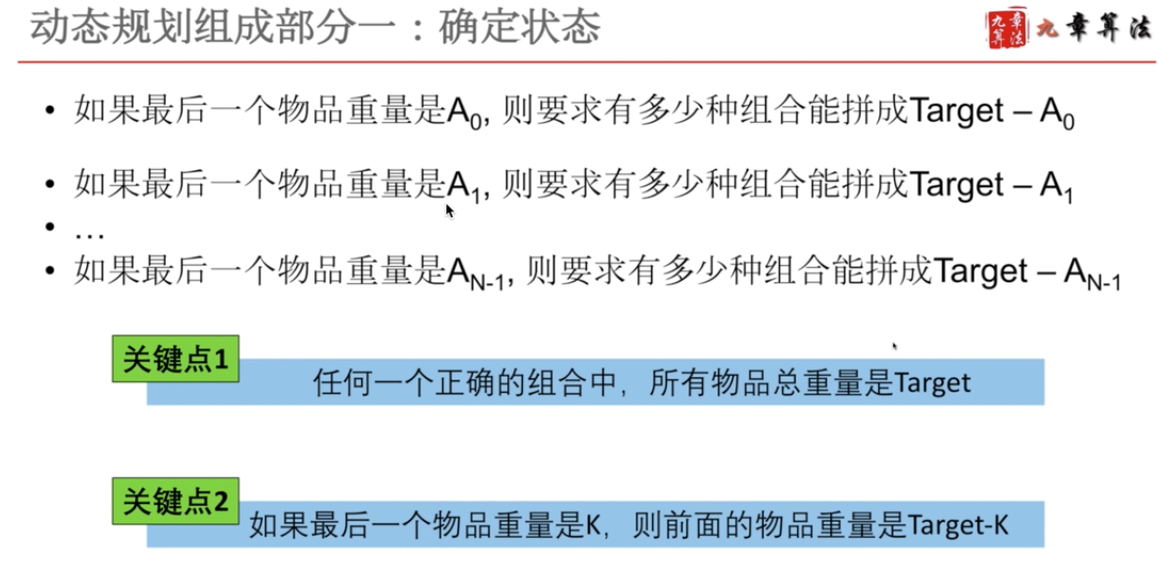 动态规划组成部分一：确定状态
九章算法 九章算法
• 如果最后一个物品重量是A₀, 则要求有多少种组合能拼成Target – A₀
• 如果最后一个物品重量是A₁, 则要求有多少种组合能拼成Target – A₁
• …
• 如果最后一个物品重量是A_N-1, 则要求有多少种组合能拼成Target – A_N-1
关键点1
任何一个正确的组合中，所有物品总重量是Target
关键点2
如果最后一个物品重量是K，则前面的物品重量是Target-K